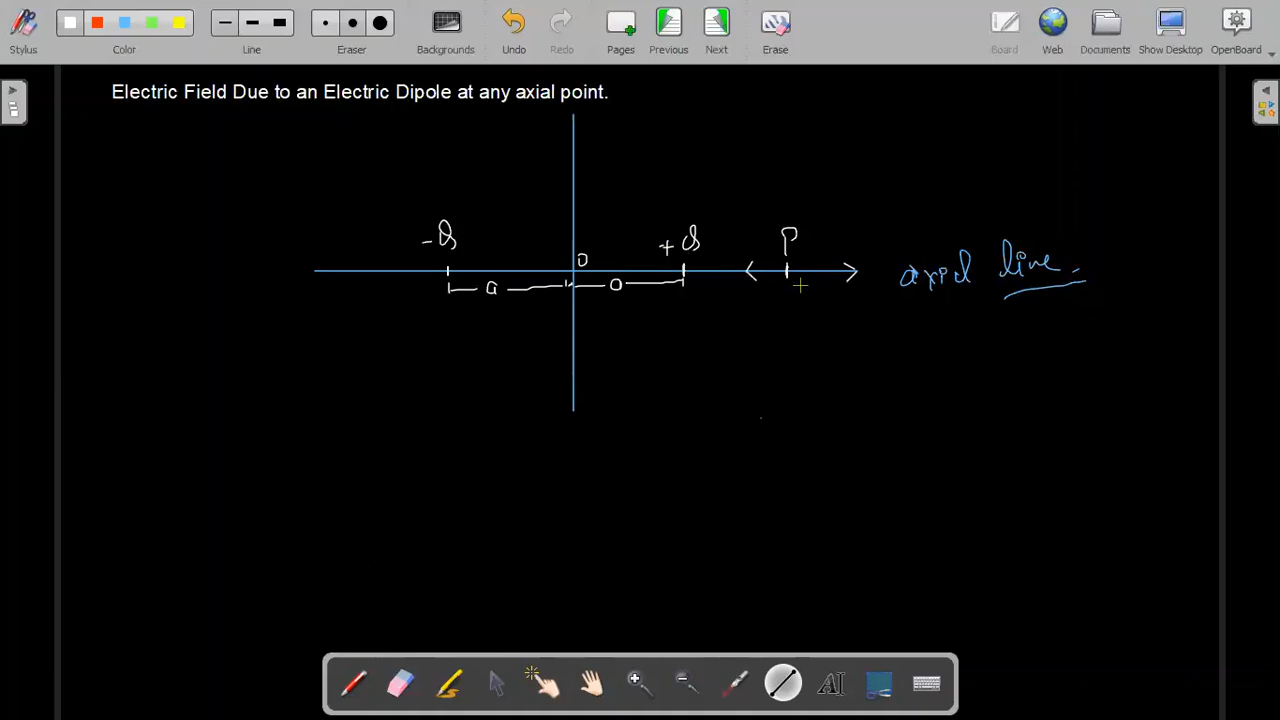 Stylus
Color
Line
Eraser
Backgrounds
Undo
Redo
Pages
Previous
Next
Erase
Board
Web
Documents
Show Desktop
OpenBoard
Electric Field Due to an Electric Dipole at any axial point.
-Q
+Q
P
O
a
a
axial line.
AI